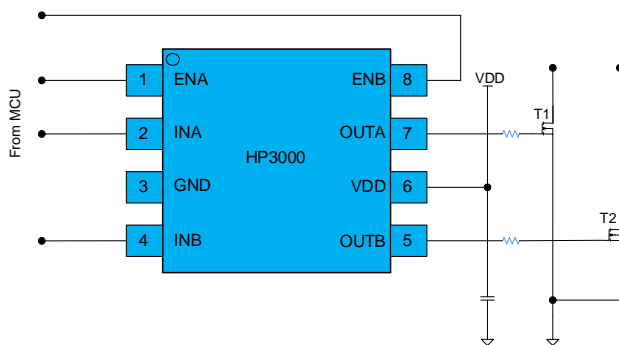 1 ENA
ENB 8
VDD
T1
From MCU
2 INA
OUTA 7
HP3000
3 GND
VDD 6
T2
4 INB
OUTB 5